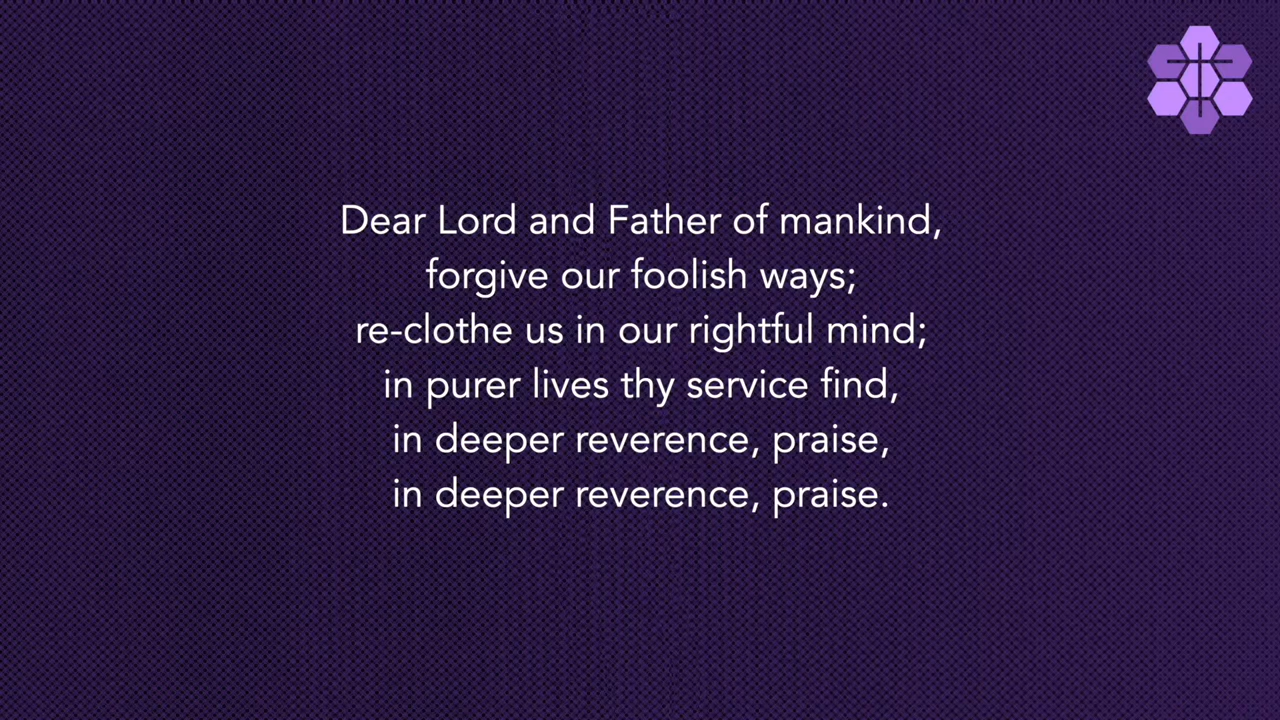 Dear Lord and Father of mankind,
forgive our foolish ways;
re-clothe us in our rightful mind;
in purer lives thy service find,
in deeper reverence, praise,
in deeper reverence, praise.